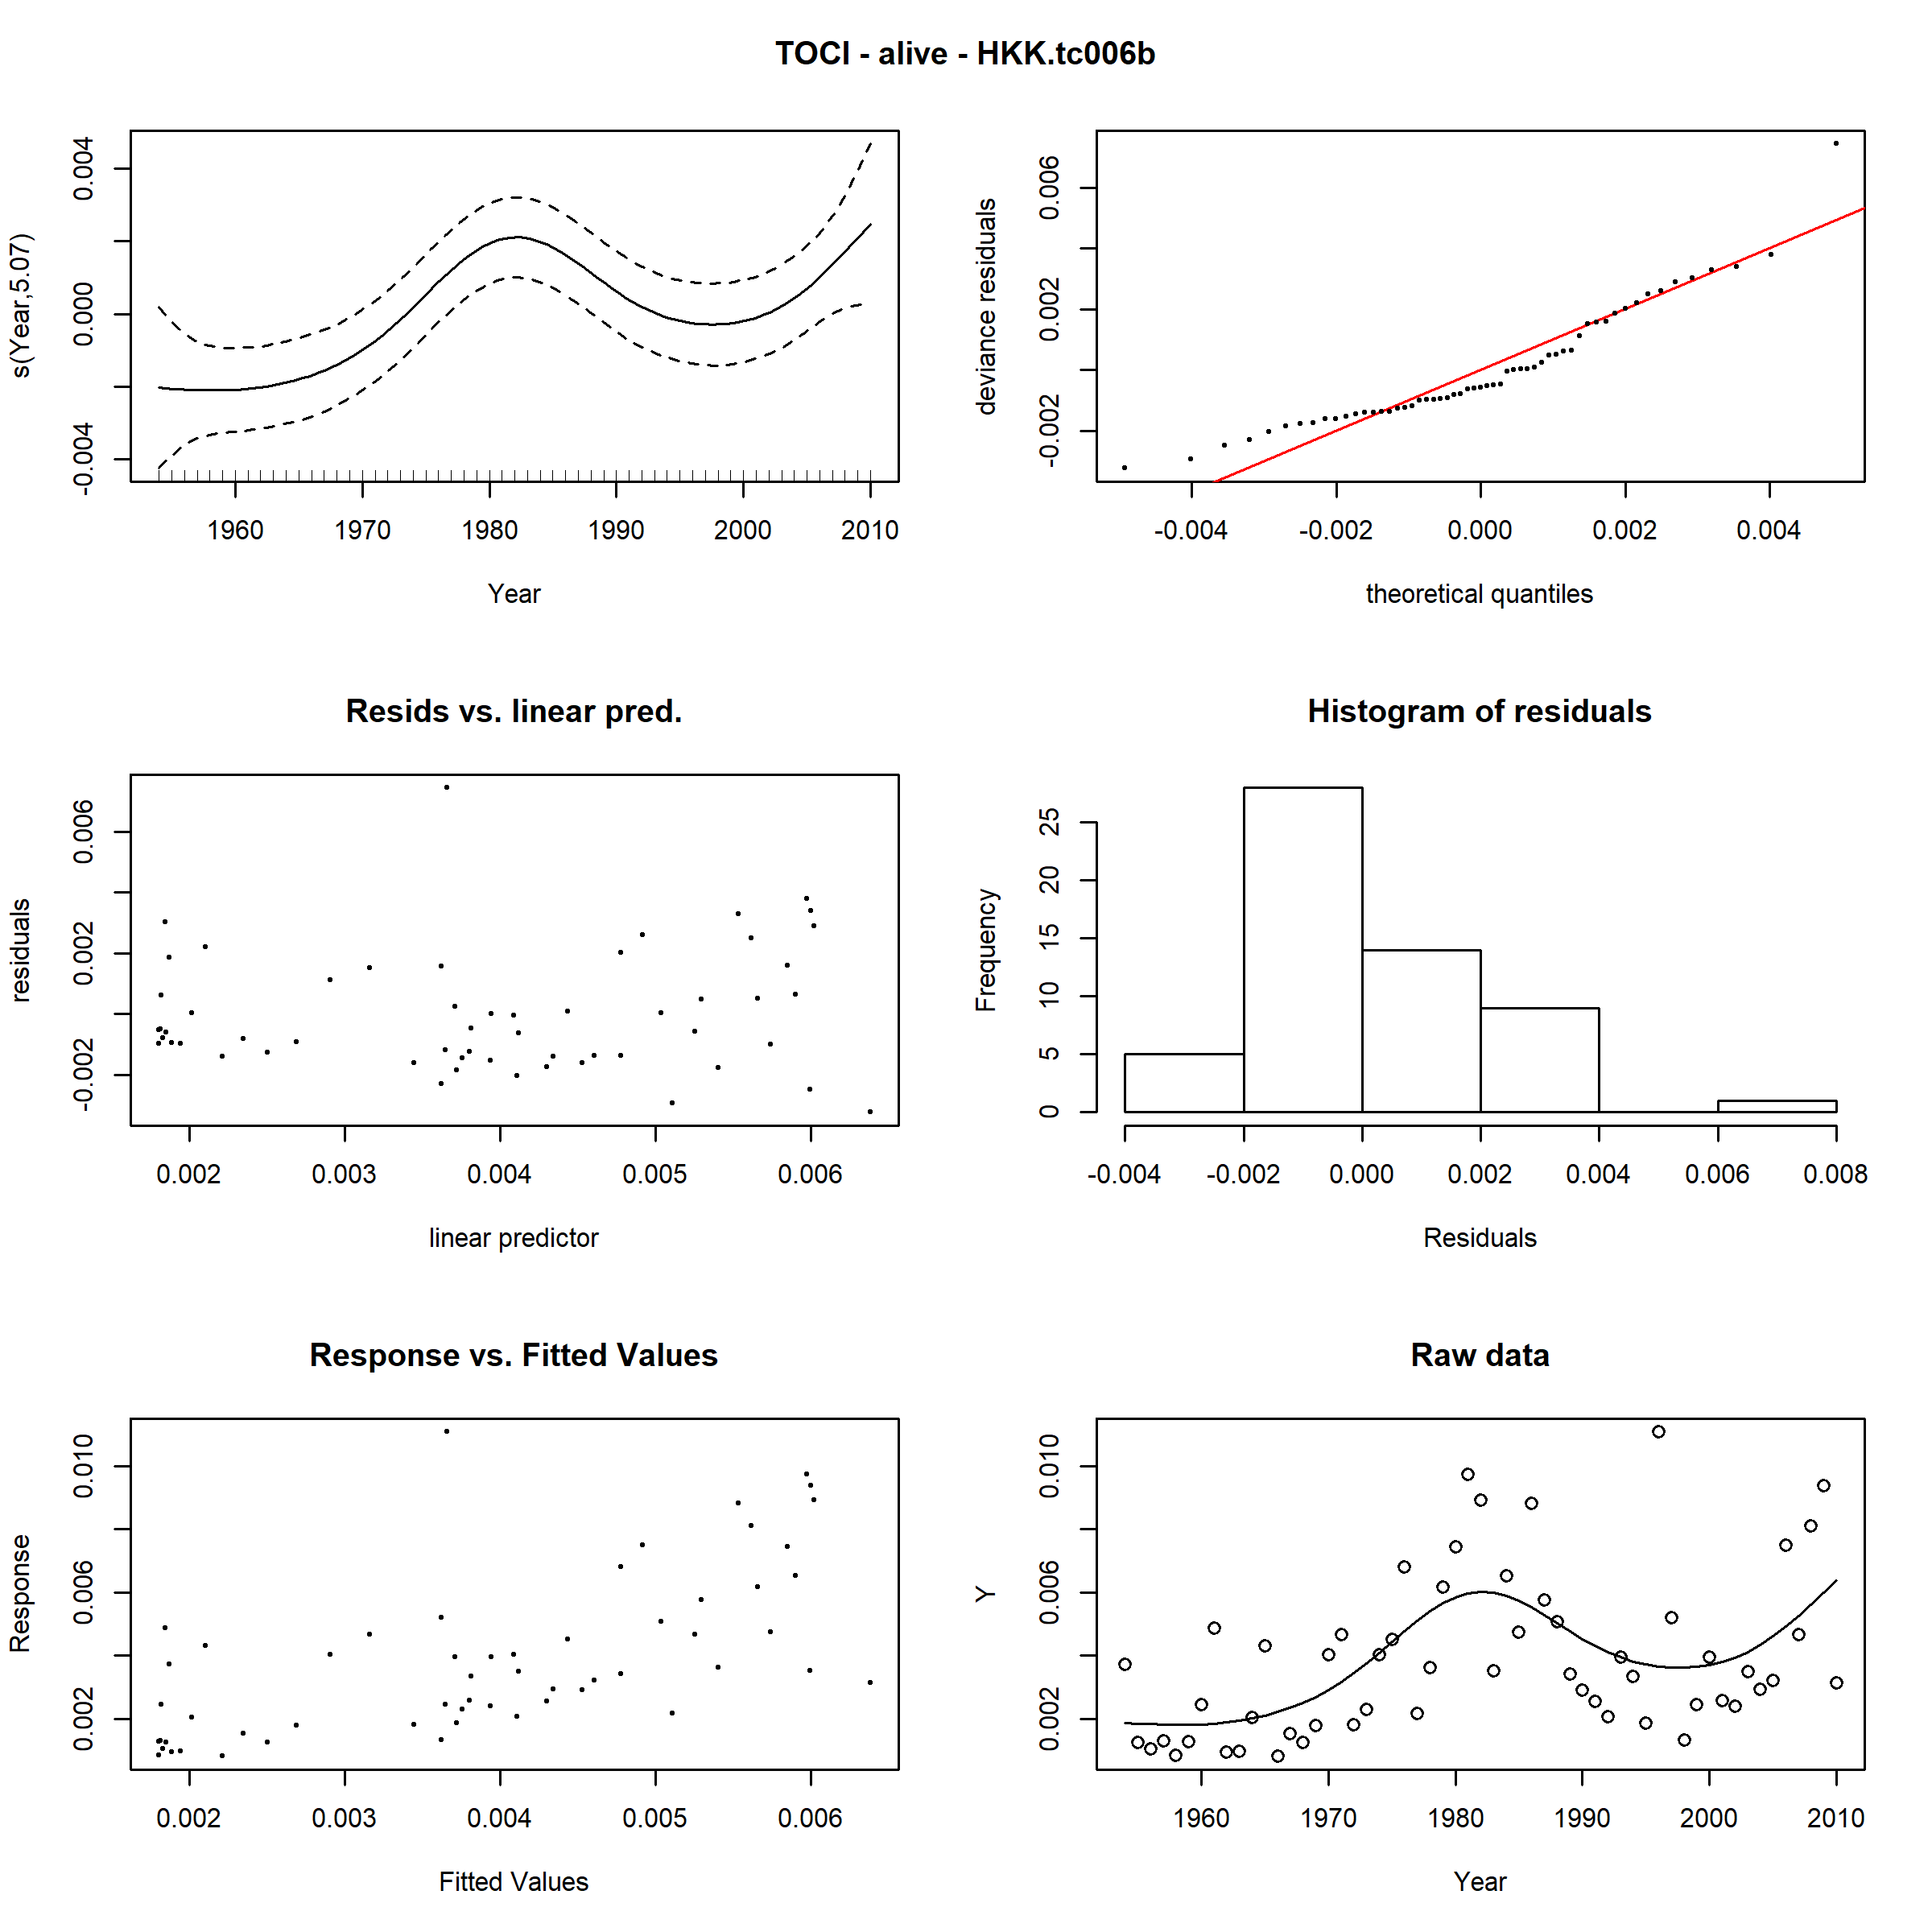 TOCI - alive - HKK.tc006b
s(Year,5.07)
-0.004 0.000 0.004
1960 1970 1980 1990 2000 2010
Year
deviance residuals
-0.002 0.002 0.006
-0.004 -0.002 0.000 0.002 0.004
theoretical quantiles
Resids vs. linear pred.
residuals
-0.002 0.002 0.006
0.002 0.003 0.004 0.005 0.006
linear predictor
Histogram of residuals
Frequency
0 5 10 15 20 25
-0.004 -0.002 0.000 0.002 0.004 0.006 0.008
Residuals
Response vs. Fitted Values
Response
0.002 0.006 0.010
0.002 0.003 0.004 0.005 0.006
Fitted Values
Raw data
Y
0.002 0.006 0.010
1960 1970 1980 1990 2000 2010
Year